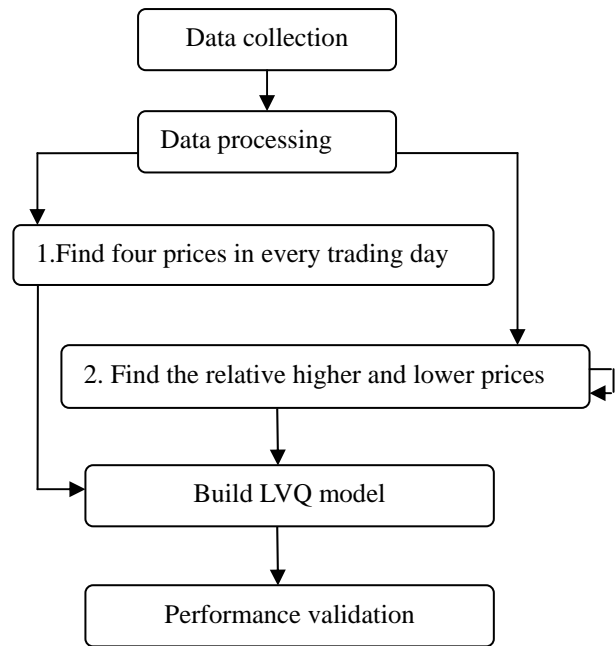 Data collection
Data processing
1.Find four prices in every trading day
2. Find the relative higher and lower prices
Build LVQ model
Performance validation